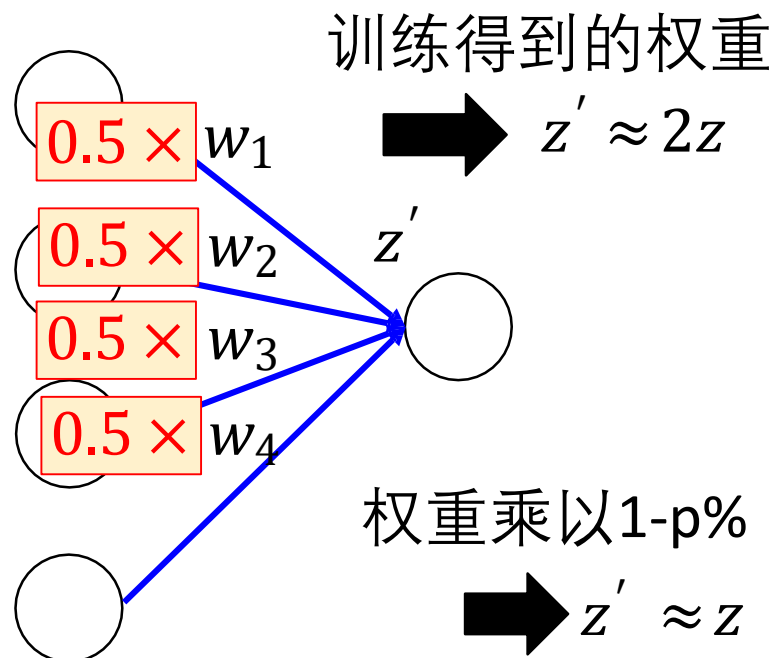 训练得到的权重
0.5 × w₁
z′ ≈ 2z
0.5 × w₂
z′
0.5 × w₃
0.5 × w₄
权重乘以1-p%
z′ ≈ z